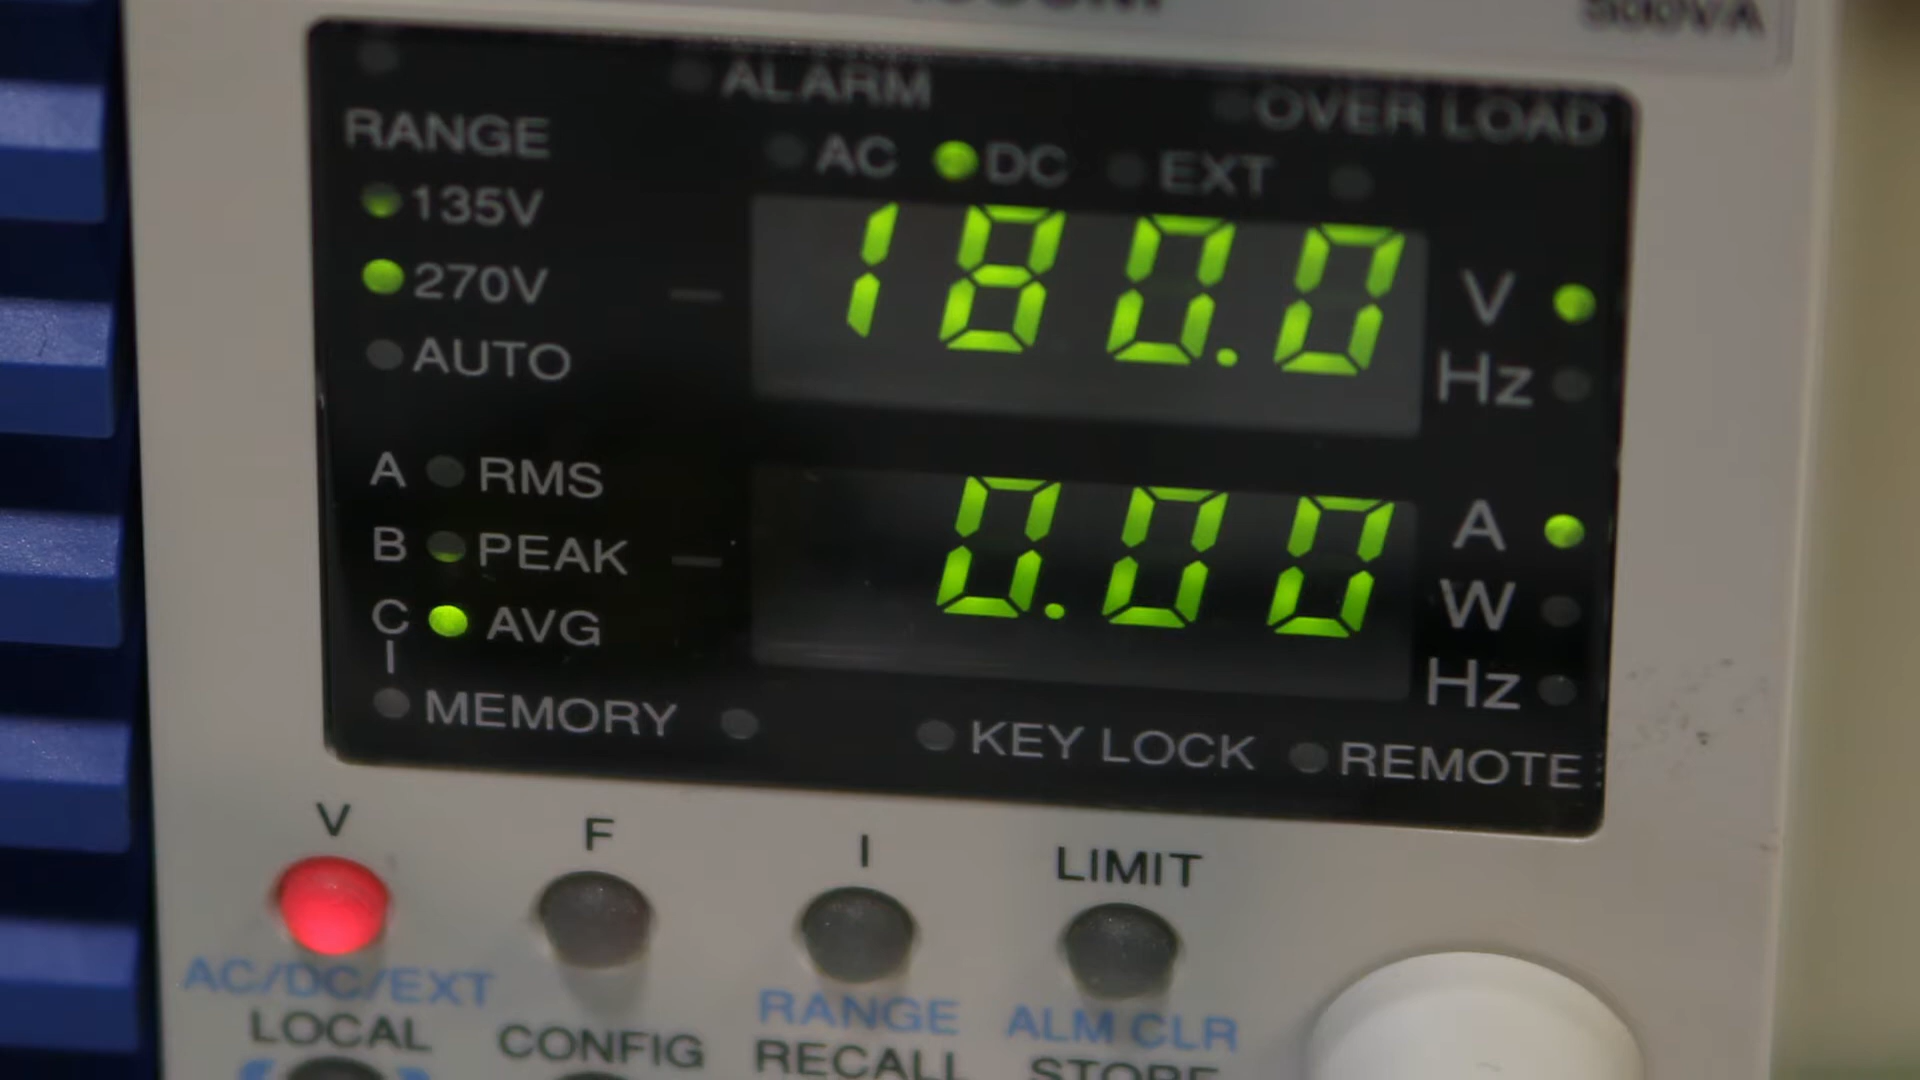 500VA
ALARM
OVER LOAD
RANGE
AC DC EXT
135V
270V
180.0
V
Hz
AUTO
A RMS
B PEAK
C AVG
I
0.00
A
W
Hz
MEMORY
KEY LOCK
REMOTE
V
F
I
LIMIT
AC/DC/EXT
RANGE
ALM CLR
LOCAL
CONFIG
RECALL
STORE